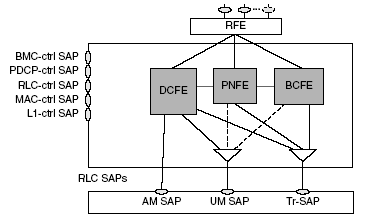 RFE
BMC-ctrl SAP
PDCP-ctrl SAP
RLC-ctrl SAP
MAC-ctrl SAP
L1-ctrl SAP
DCFE
PNFE
BCFE
RLC SAPs
AM SAP
UM SAP
Tr-SAP